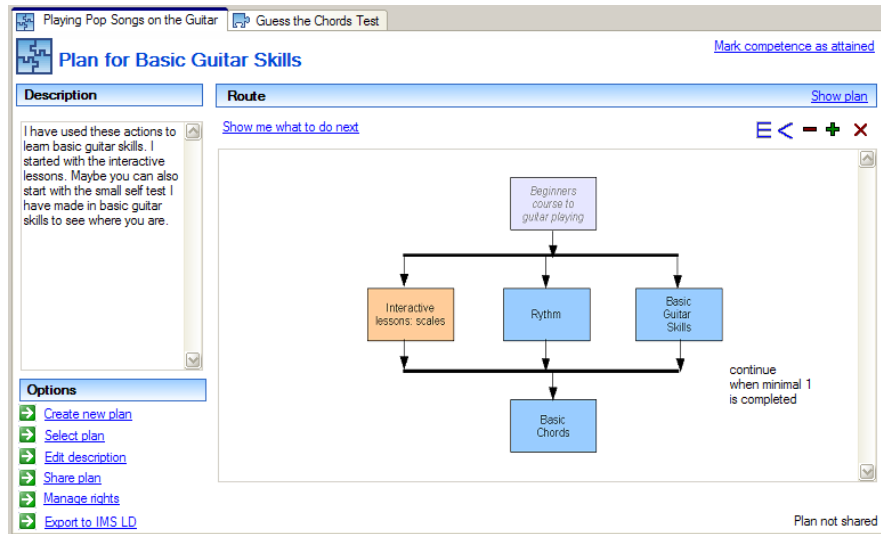 Playing Pop Songs on the Guitar
Guess the Chords Test
Plan for Basic Guitar Skills
Mark competence as attained
Description
Route
Show plan
I have used these actions to
learn basic guitar skills. I
started with the interactive
lessons. Maybe you can also
start with the small self test I
have made in basic guitar
skills to see where you are.
Show me what to do next
Beginners
course to
guitar playing
Interactive
lessons: scales
Rythm
Basic
Guitar
Skills
continue
when minimal 1
is completed
Basic
Chords
Options
Create new plan
Select plan
Edit description
Share plan
Manage rights
Export to IMS LD
Plan not shared